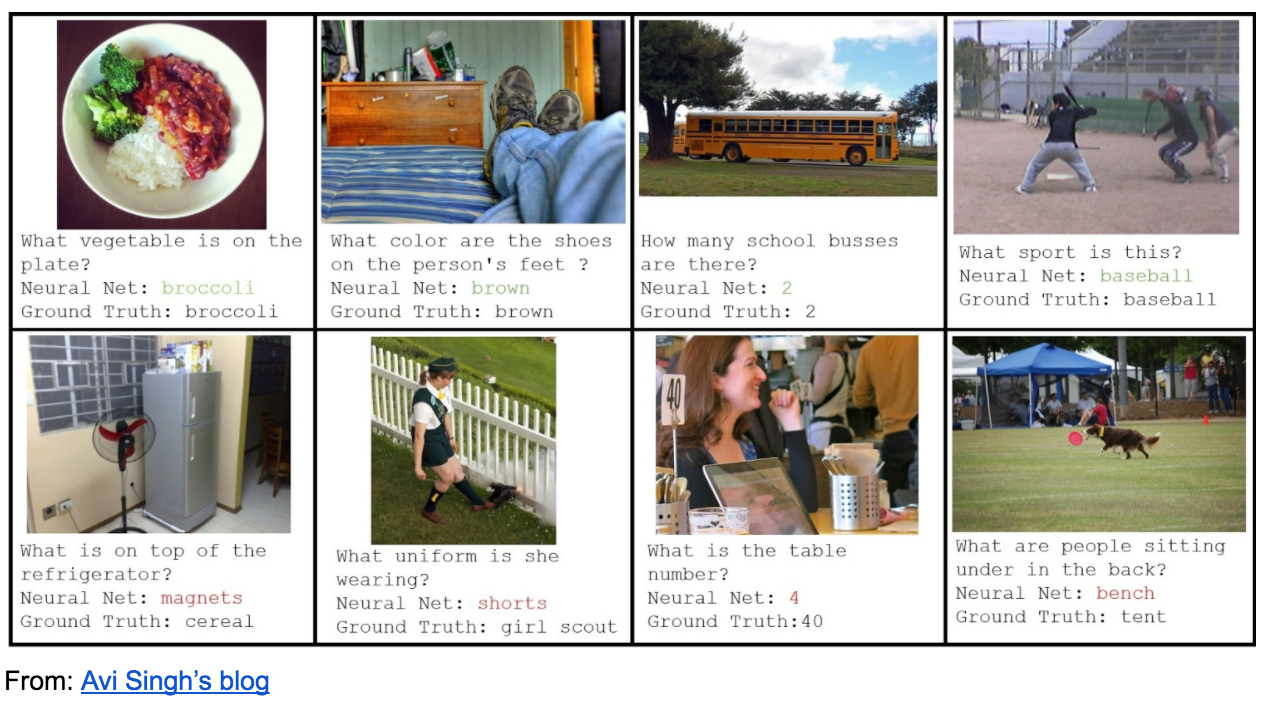 What vegetable is on the
plate?
Neural Net: broccoli
Ground Truth: broccoli
What color are the shoes
on the person's feet ?
Neural Net: brown
Ground Truth: brown
How many school busses
are there?
Neural Net: 2
Ground Truth: 2
What sport is this?
Neural Net: baseball
Ground Truth: baseball
What is on top of the
refrigerator?
Neural Net: magnets
Ground Truth: cereal
What uniform is she
wearing?
Neural Net: shorts
Ground Truth: girl scout
40
What is the table
number?
Neural Net: 4
Ground Truth:40
What are people sitting
under in the back?
Neural Net: bench
Ground Truth: tent
From: Avi Singh's blog